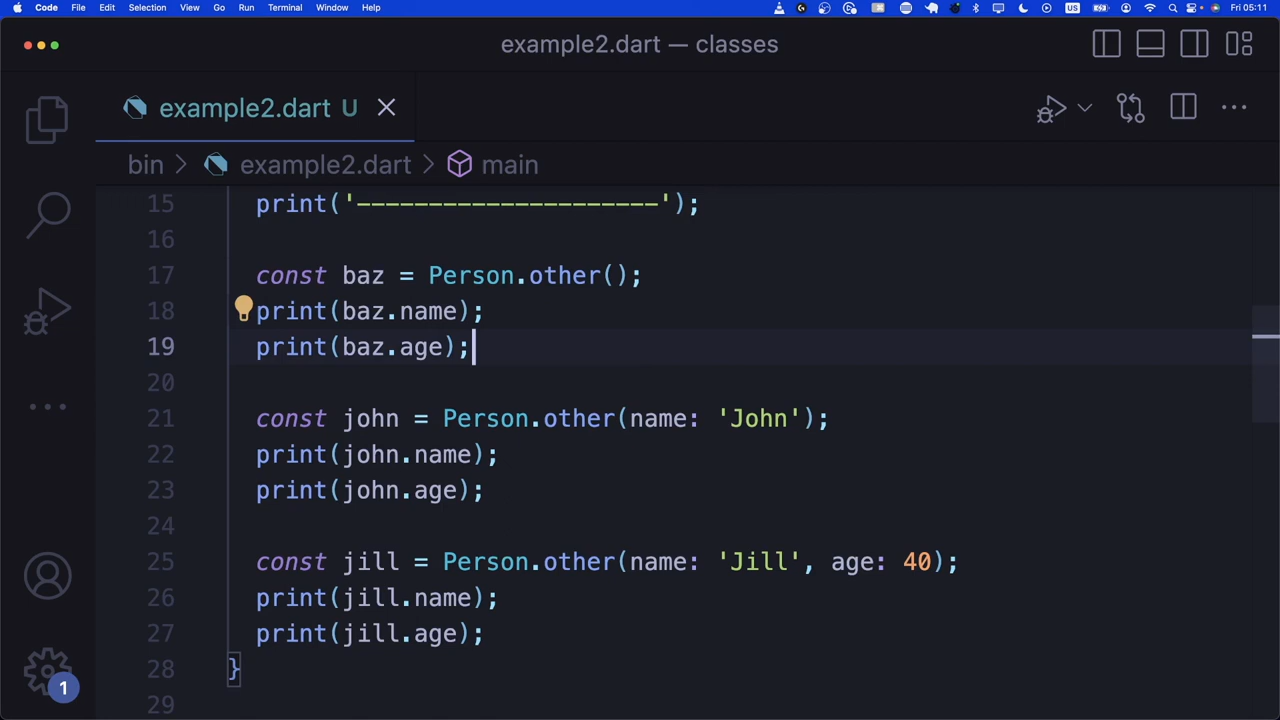 Code File Edit Selection View Go Run Terminal Window Help US Fri 05:11
example2.dart — classes
example2.dart U
bin > example2.dart > main
15 print('---------------------');
16
17 const baz = Person.other();
18 print(baz.name);
19 print(baz.age);
20
21 const john = Person.other(name: 'John');
22 print(john.name);
23 print(john.age);
24
25 const jill = Person.other(name: 'Jill', age: 40);
26 print(jill.name);
27 print(jill.age);
28 }
29
1